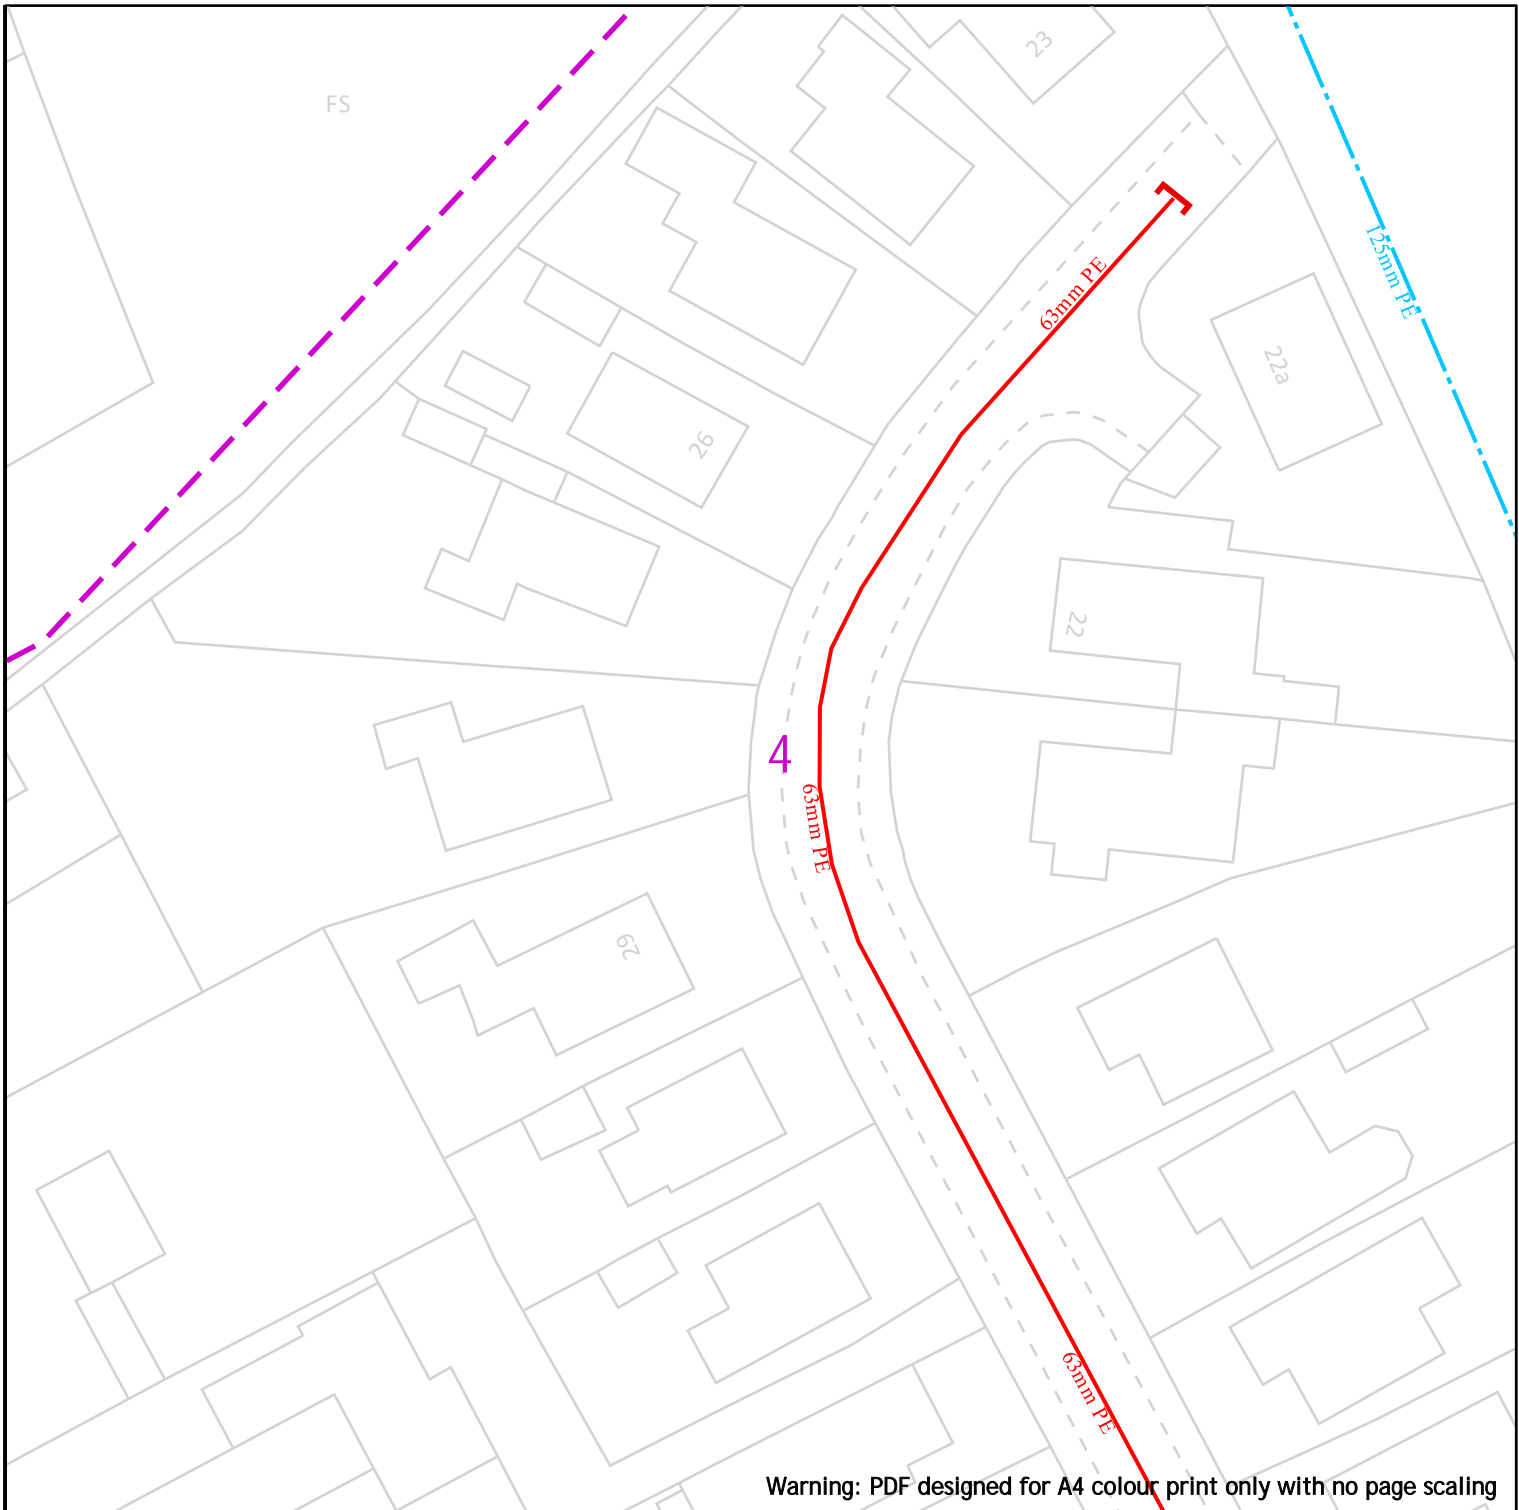 23
FS
125mm PE
63mm PE
22a
26
22
4
63mm PE
29
63mm PE
Warning: PDF designed for A4 colour print only with no page scaling